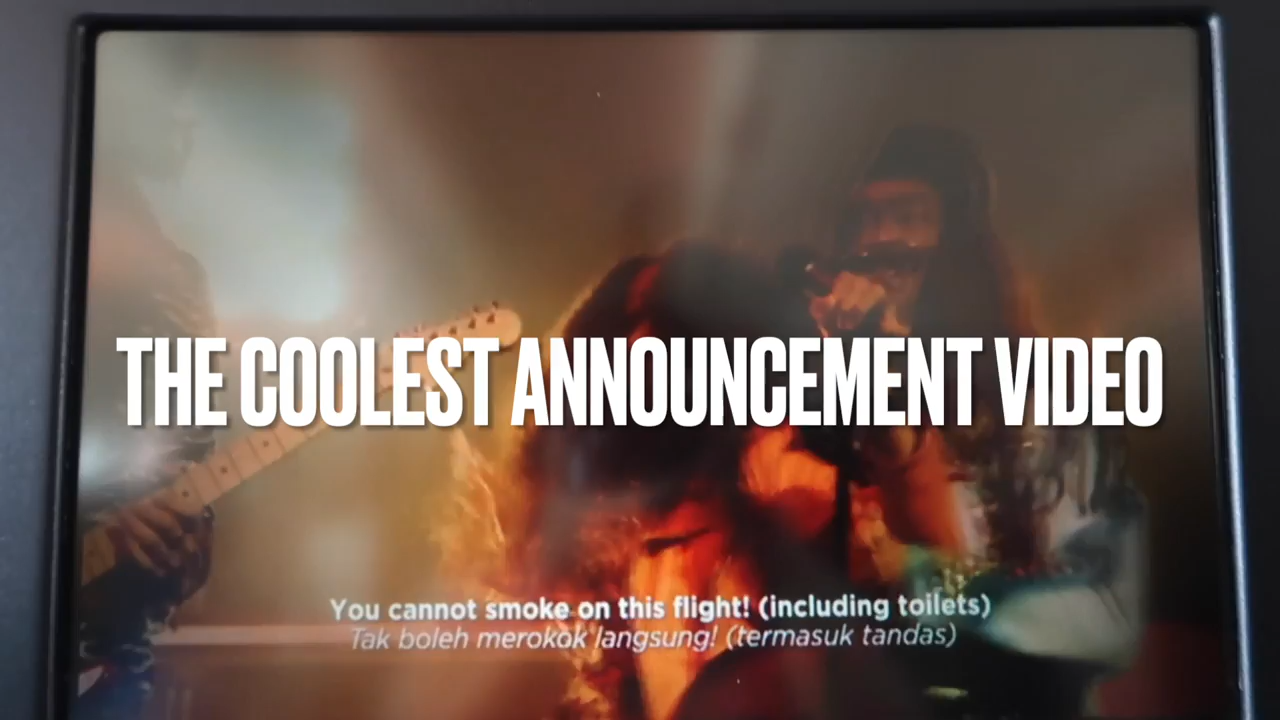 THE COOLEST ANNOUNCEMENT VIDEO
You cannot smoke on this flight! (including toilets)
Tak boleh merokok langsung! (termasuk tandas)